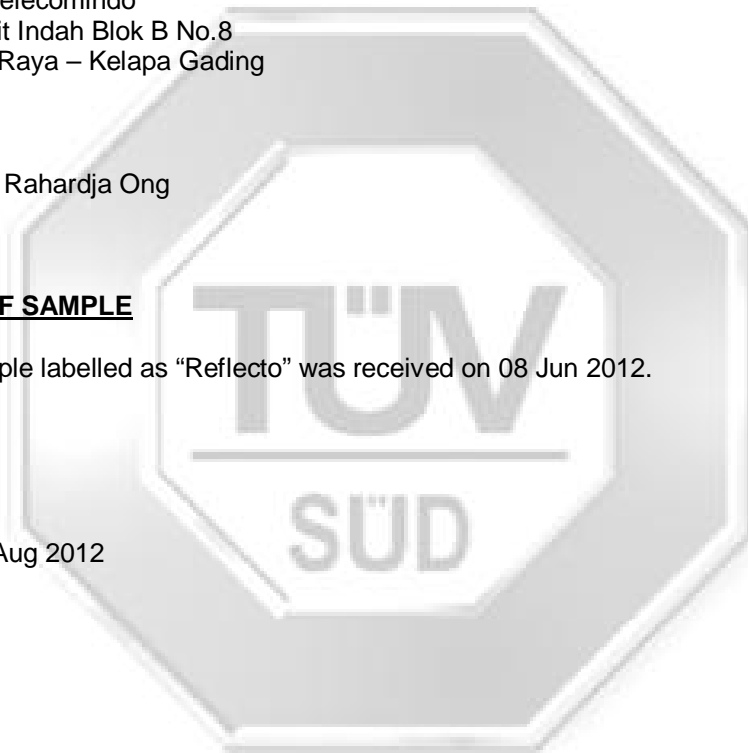 it Indah Blok B No.8
Raya – Kelapa Gading
Rahardja Ong
F SAMPLE
ple labelled as “Reflecto” was received on 08 Jun 2012.
TÜV
SÜD
Aug 2012